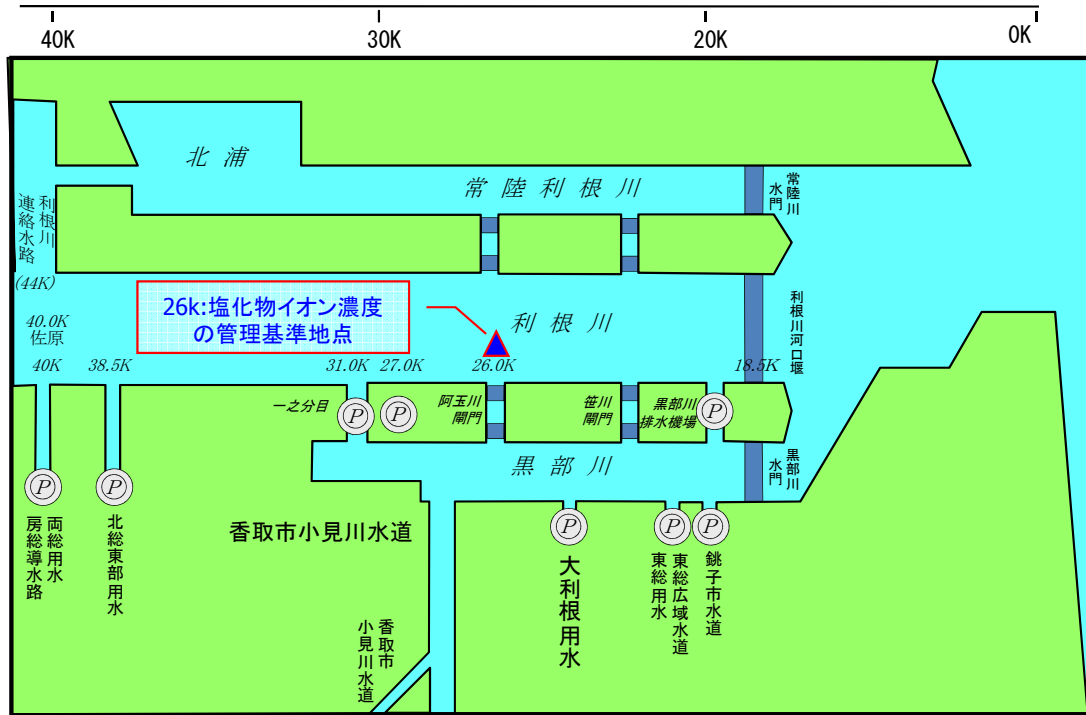 40K
30K
20K
0K
北浦
常陸利根川
常陸川
水門
利根川
連絡水路
(44K)
26k:塩化物イオン濃度
の管理基準地点
利根川
利根川河口堰
40.0K
佐原
40K
38.5K
31.0K
27.0K
26.0K
18.5K
一之分目
P
P
阿玉川
閘門
笹川
閘門
黒部川
排水機場
P
黒部川
黒部川
水門
P
P
P
P
P
両総用水
房総導水路
北総東部用水
香取市小見川水道
大利根用水
東総広域水道
東総用水
銚子市水道
香取市
小見川水道